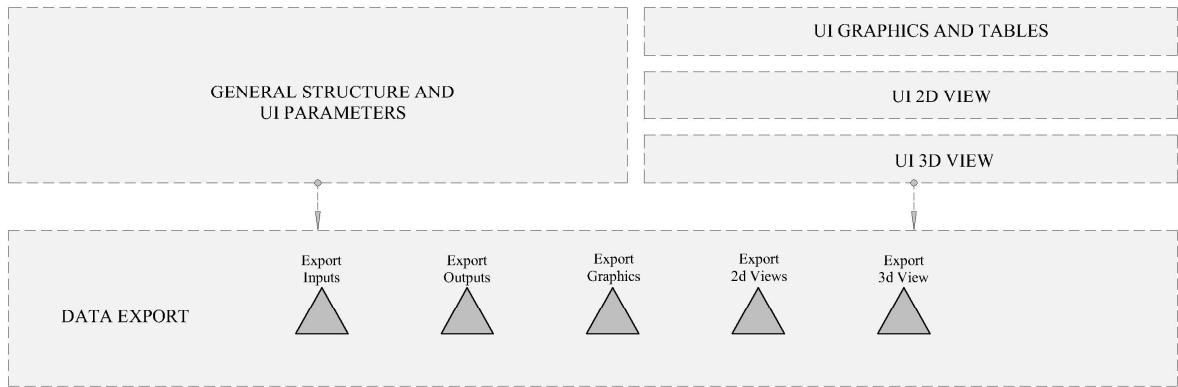 GENERAL STRUCTURE AND
UI PARAMETERS
UI GRAPHICS AND TABLES
UI 2D VIEW
UI 3D VIEW
DATA EXPORT
Export
Inputs
Export
Outputs
Export
Graphics
Export
2d Views
Export
3d View